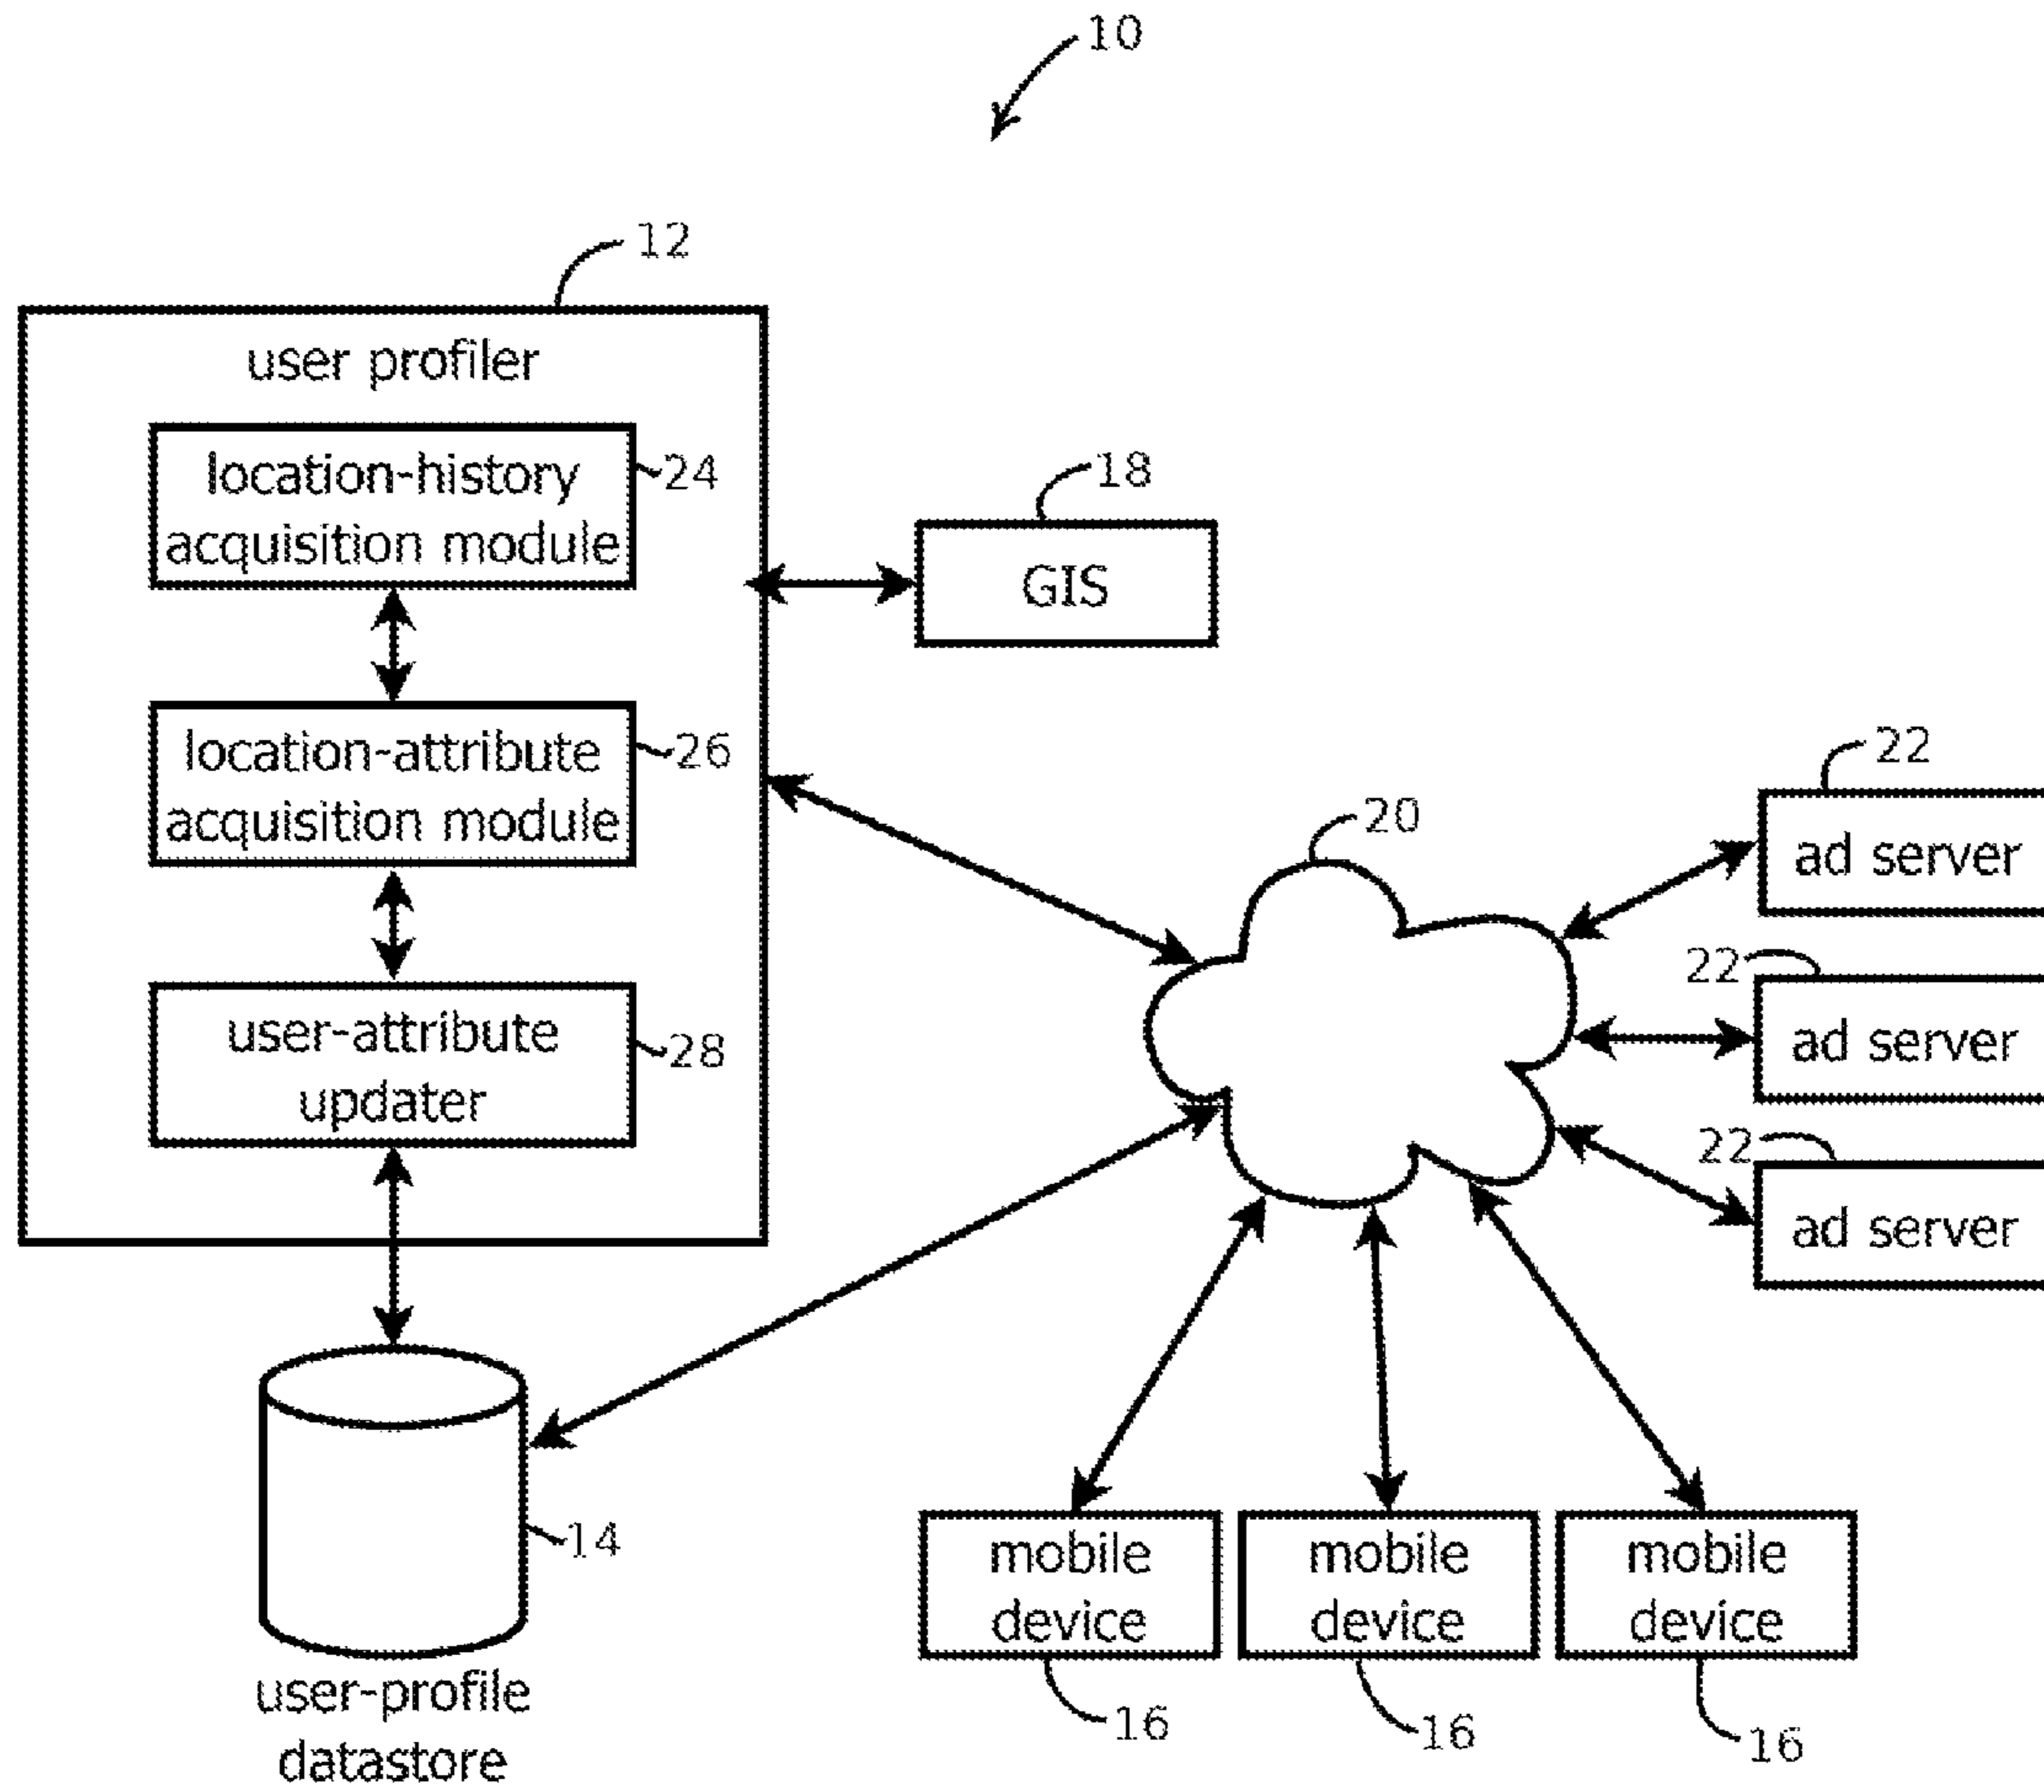 10
12
user profiler
location-history
acquisition module
24
18
GIS
location-attribute
acquisition module
26
22
ad server
20
22
ad server
user-attribute
updater
28
22
ad server
14
mobile
device
mobile
device
mobile
device
user-profile
datastore
16
16
16